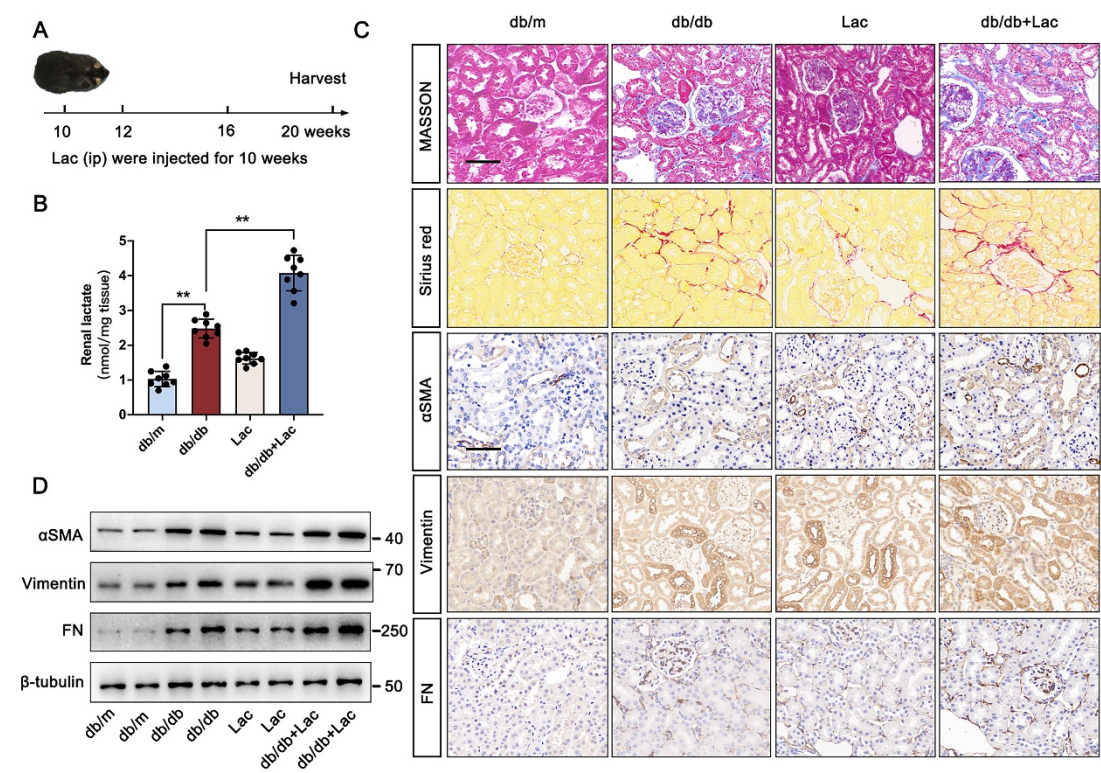 A
Harvest
10 12 16 20 weeks
Lac (ip) were injected for 10 weeks
B
**
**
5
4
3
2
1
0
Renal lactate
(nmol/mg tissue)
db/m db/db Lac db/db+Lac
C
db/m db/db Lac db/db+Lac
MASSON
Sirius red
αSMA
Vimentin
FN
D
αSMA 40
70
Vimentin
FN 250
β-tubulin 50
db/m db/m db/db db/db Lac Lac db/db+Lac db/db+Lac